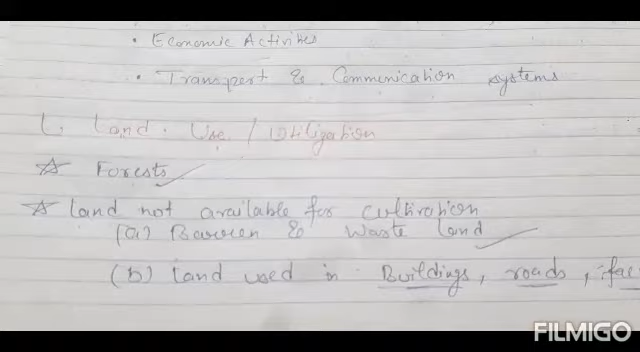 • Economic Activities
• Transport & Communication systems
L. Land. Use / Utilization
☆ Forests
☆ Land not available for cultivation
(a) Barren & Waste Land
(b) Land used in Buildings, roads, fac
FILMIGO